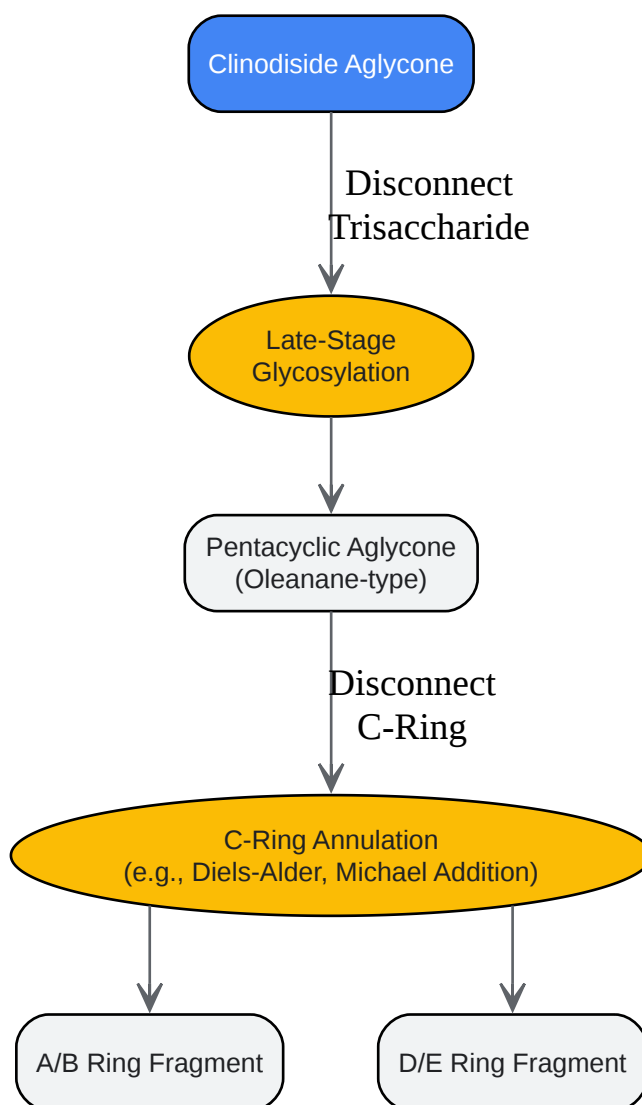 Clinodiside Aglycone
Disconnect
Trisaccharide
Late-Stage
Glycosylation
Pentacyclic Aglycone
(Oleanane-type)
Disconnect
C-Ring
C-Ring Annulation
(e.g., Diels-Alder, Michael Addition)
A/B Ring Fragment
D/E Ring Fragment